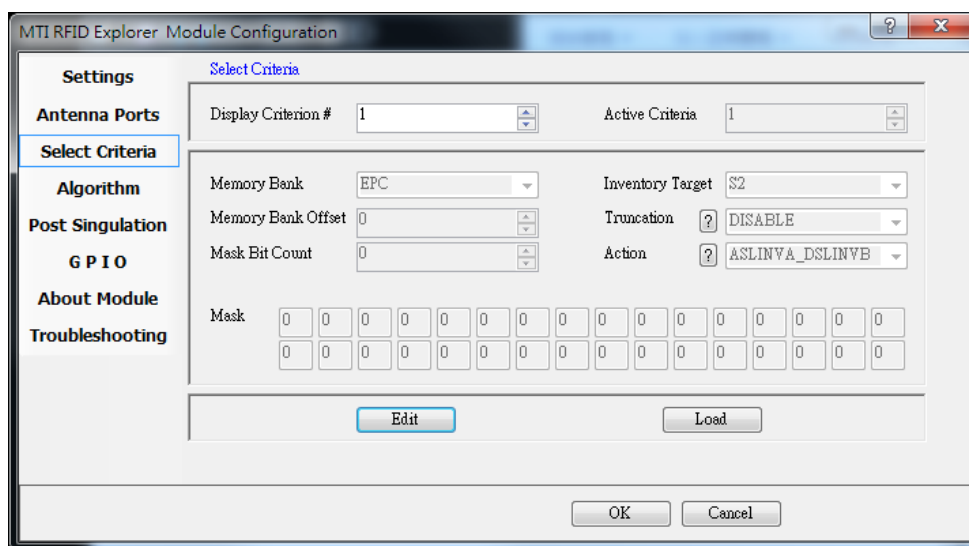 MTI RFID Explorer Module Configuration
? X
Settings
Antenna Ports
Select Criteria
Algorithm
Post Singulation
G P I O
About Module
Troubleshooting
Select Criteria
Display Criterion # 1 Active Criteria 1
Memory Bank EPC Inventory Target S2
Memory Bank Offset 0 Truncation ? DISABLE
Mask Bit Count 0 Action ? ASLINVA_DSLINVB
Mask 0 0 0 0 0 0 0 0 0 0 0 0 0 0 0 0
0 0 0 0 0 0 0 0 0 0 0 0 0 0 0 0
Edit Load
OK Cancel